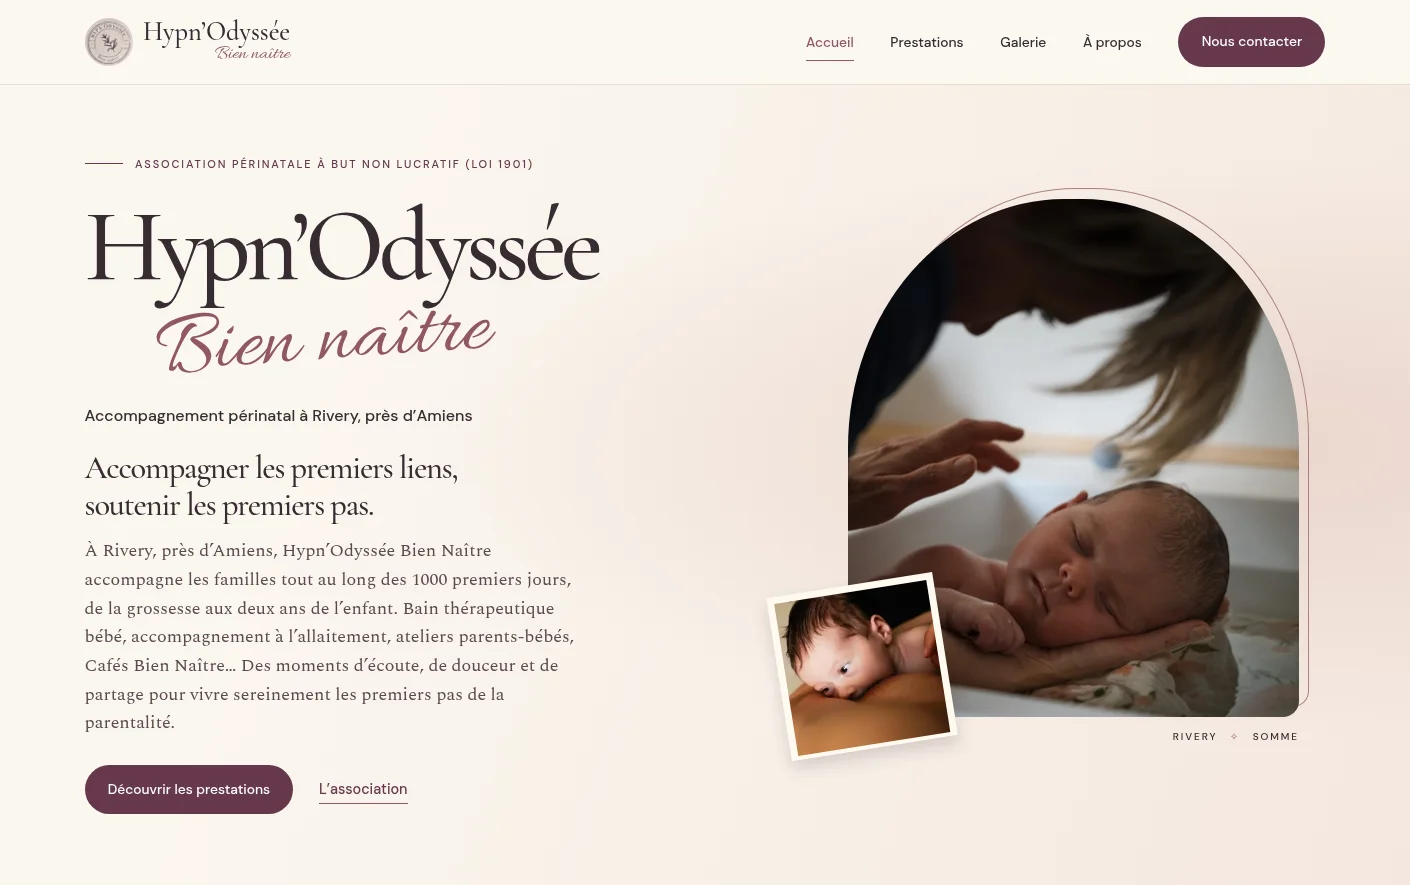 Hypn’Odyssée
Bien naître
Accueil
Prestations
Galerie
À propos
Nous contacter
ASSOCIATION PÉRINATALE À BUT NON LUCRATIF (LOI 1901)
Hypn’Odyssée
Bien naître
Accompagnement périnatal à Rivery, près d’Amiens
Accompagner les premiers liens,
soutenir les premiers pas.
À Rivery, près d’Amiens, Hypn’Odyssée Bien Naître
accompagne les familles tout au long des 1000 premiers jours,
de la grossesse aux deux ans de l’enfant. Bain thérapeutique
bébé, accompagnement à l’allaitement, ateliers parents-bébés,
Cafés Bien Naître… Des moments d’écoute, de douceur et de
partage pour vivre sereinement les premiers pas de la
parentalité.
Découvrir les prestations
L’association
RIVERY ✧ SOMME